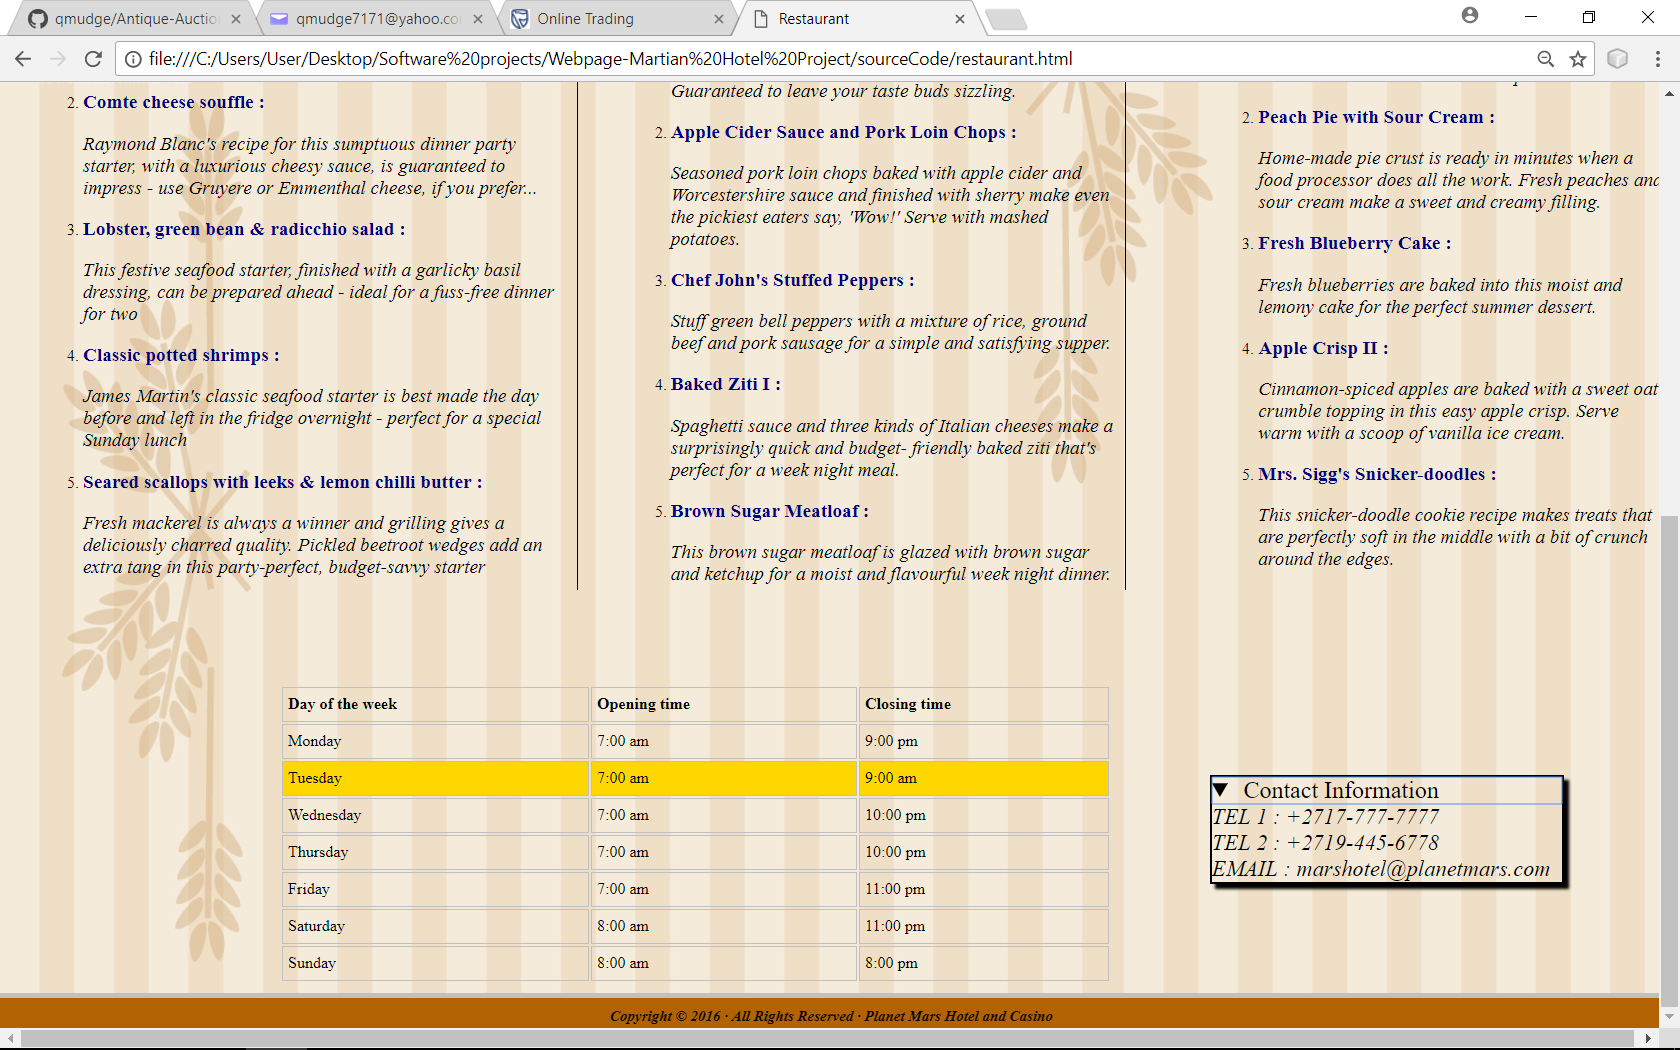 qmudge/Antique-Auctio
qmudge7171@yahoo.co
Online Trading
Restaurant
file:///C:/Users/User/Desktop/Software%20projects/Webpage-Martian%20Hotel%20Project/sourceCode/restaurant.html
2. Comte cheese souffle :
Raymond Blanc's recipe for this sumptuous dinner party
starter, with a luxurious cheesy sauce, is guaranteed to
impress - use Gruyere or Emmenthal cheese, if you prefer...
3. Lobster, green bean & radicchio salad :
This festive seafood starter, finished with a garlicky basil
dressing, can be prepared ahead - ideal for a fuss-free dinner
for two
4. Classic potted shrimps :
James Martin's classic seafood starter is best made the day
before and left in the fridge overnight - perfect for a special
Sunday lunch
5. Seared scallops with leeks & lemon chilli butter :
Fresh mackerel is always a winner and grilling gives a
deliciously charred quality. Pickled beetroot wedges add an
extra tang in this party-perfect, budget-savvy starter
Guaranteed to leave your taste buds sizzling.
2. Apple Cider Sauce and Pork Loin Chops :
Seasoned pork loin chops baked with apple cider and
Worcestershire sauce and finished with sherry make even
the pickiest eaters say, 'Wow!' Serve with mashed
potatoes.
3. Chef John's Stuffed Peppers :
Stuff green bell peppers with a mixture of rice, ground
beef and pork sausage for a simple and satisfying supper.
4. Baked Ziti I :
Spaghetti sauce and three kinds of Italian cheeses make a
surprisingly quick and budget- friendly baked ziti that's
perfect for a week night meal.
5. Brown Sugar Meatloaf :
This brown sugar meatloaf is glazed with brown sugar
and ketchup for a moist and flavourful week night dinner.
2. Peach Pie with Sour Cream :
Home-made pie crust is ready in minutes when a
food processor does all the work. Fresh peaches and
sour cream make a sweet and creamy filling.
3. Fresh Blueberry Cake :
Fresh blueberries are baked into this moist and
lemony cake for the perfect summer dessert.
4. Apple Crisp II :
Cinnamon-spiced apples are baked with a sweet oat
crumble topping in this easy apple crisp. Serve
warm with a scoop of vanilla ice cream.
5. Mrs. Sigg's Snicker-doodles :
This snicker-doodle cookie recipe makes treats that
are perfectly soft in the middle with a bit of crunch
around the edges.
Day of the week Opening time Closing time
Monday 7:00 am 9:00 pm
Tuesday 7:00 am 9:00 am
Wednesday 7:00 am 10:00 pm
Thursday 7:00 am 10:00 pm
Friday 7:00 am 11:00 pm
Saturday 8:00 am 11:00 pm
Sunday 8:00 am 8:00 pm
▼ Contact Information
TEL 1 : +2717-777-7777
TEL 2 : +2719-445-6778
EMAIL : marshotel@planetmars.com
Copyright © 2016 · All Rights Reserved · Planet Mars Hotel and Casino